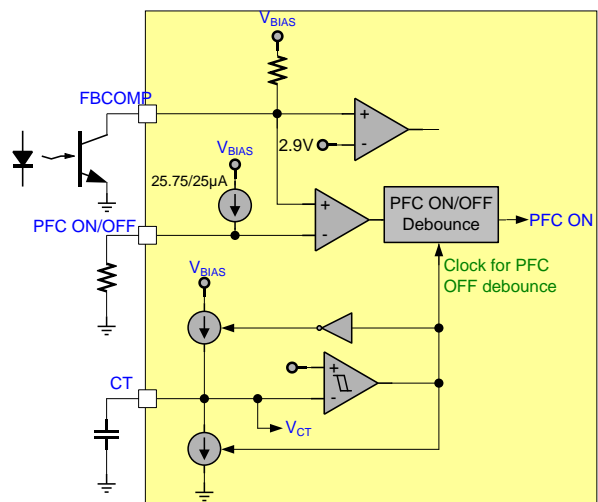 VBIAS
FBCOMP
+
-
2.9V
VBIAS
25.75/25µA
+
-
PFC ON/OFF
Debounce
PFC ON
PFC ON/OFF
Clock for PFC
OFF debounce
VBIAS
+
-
CT
VCT